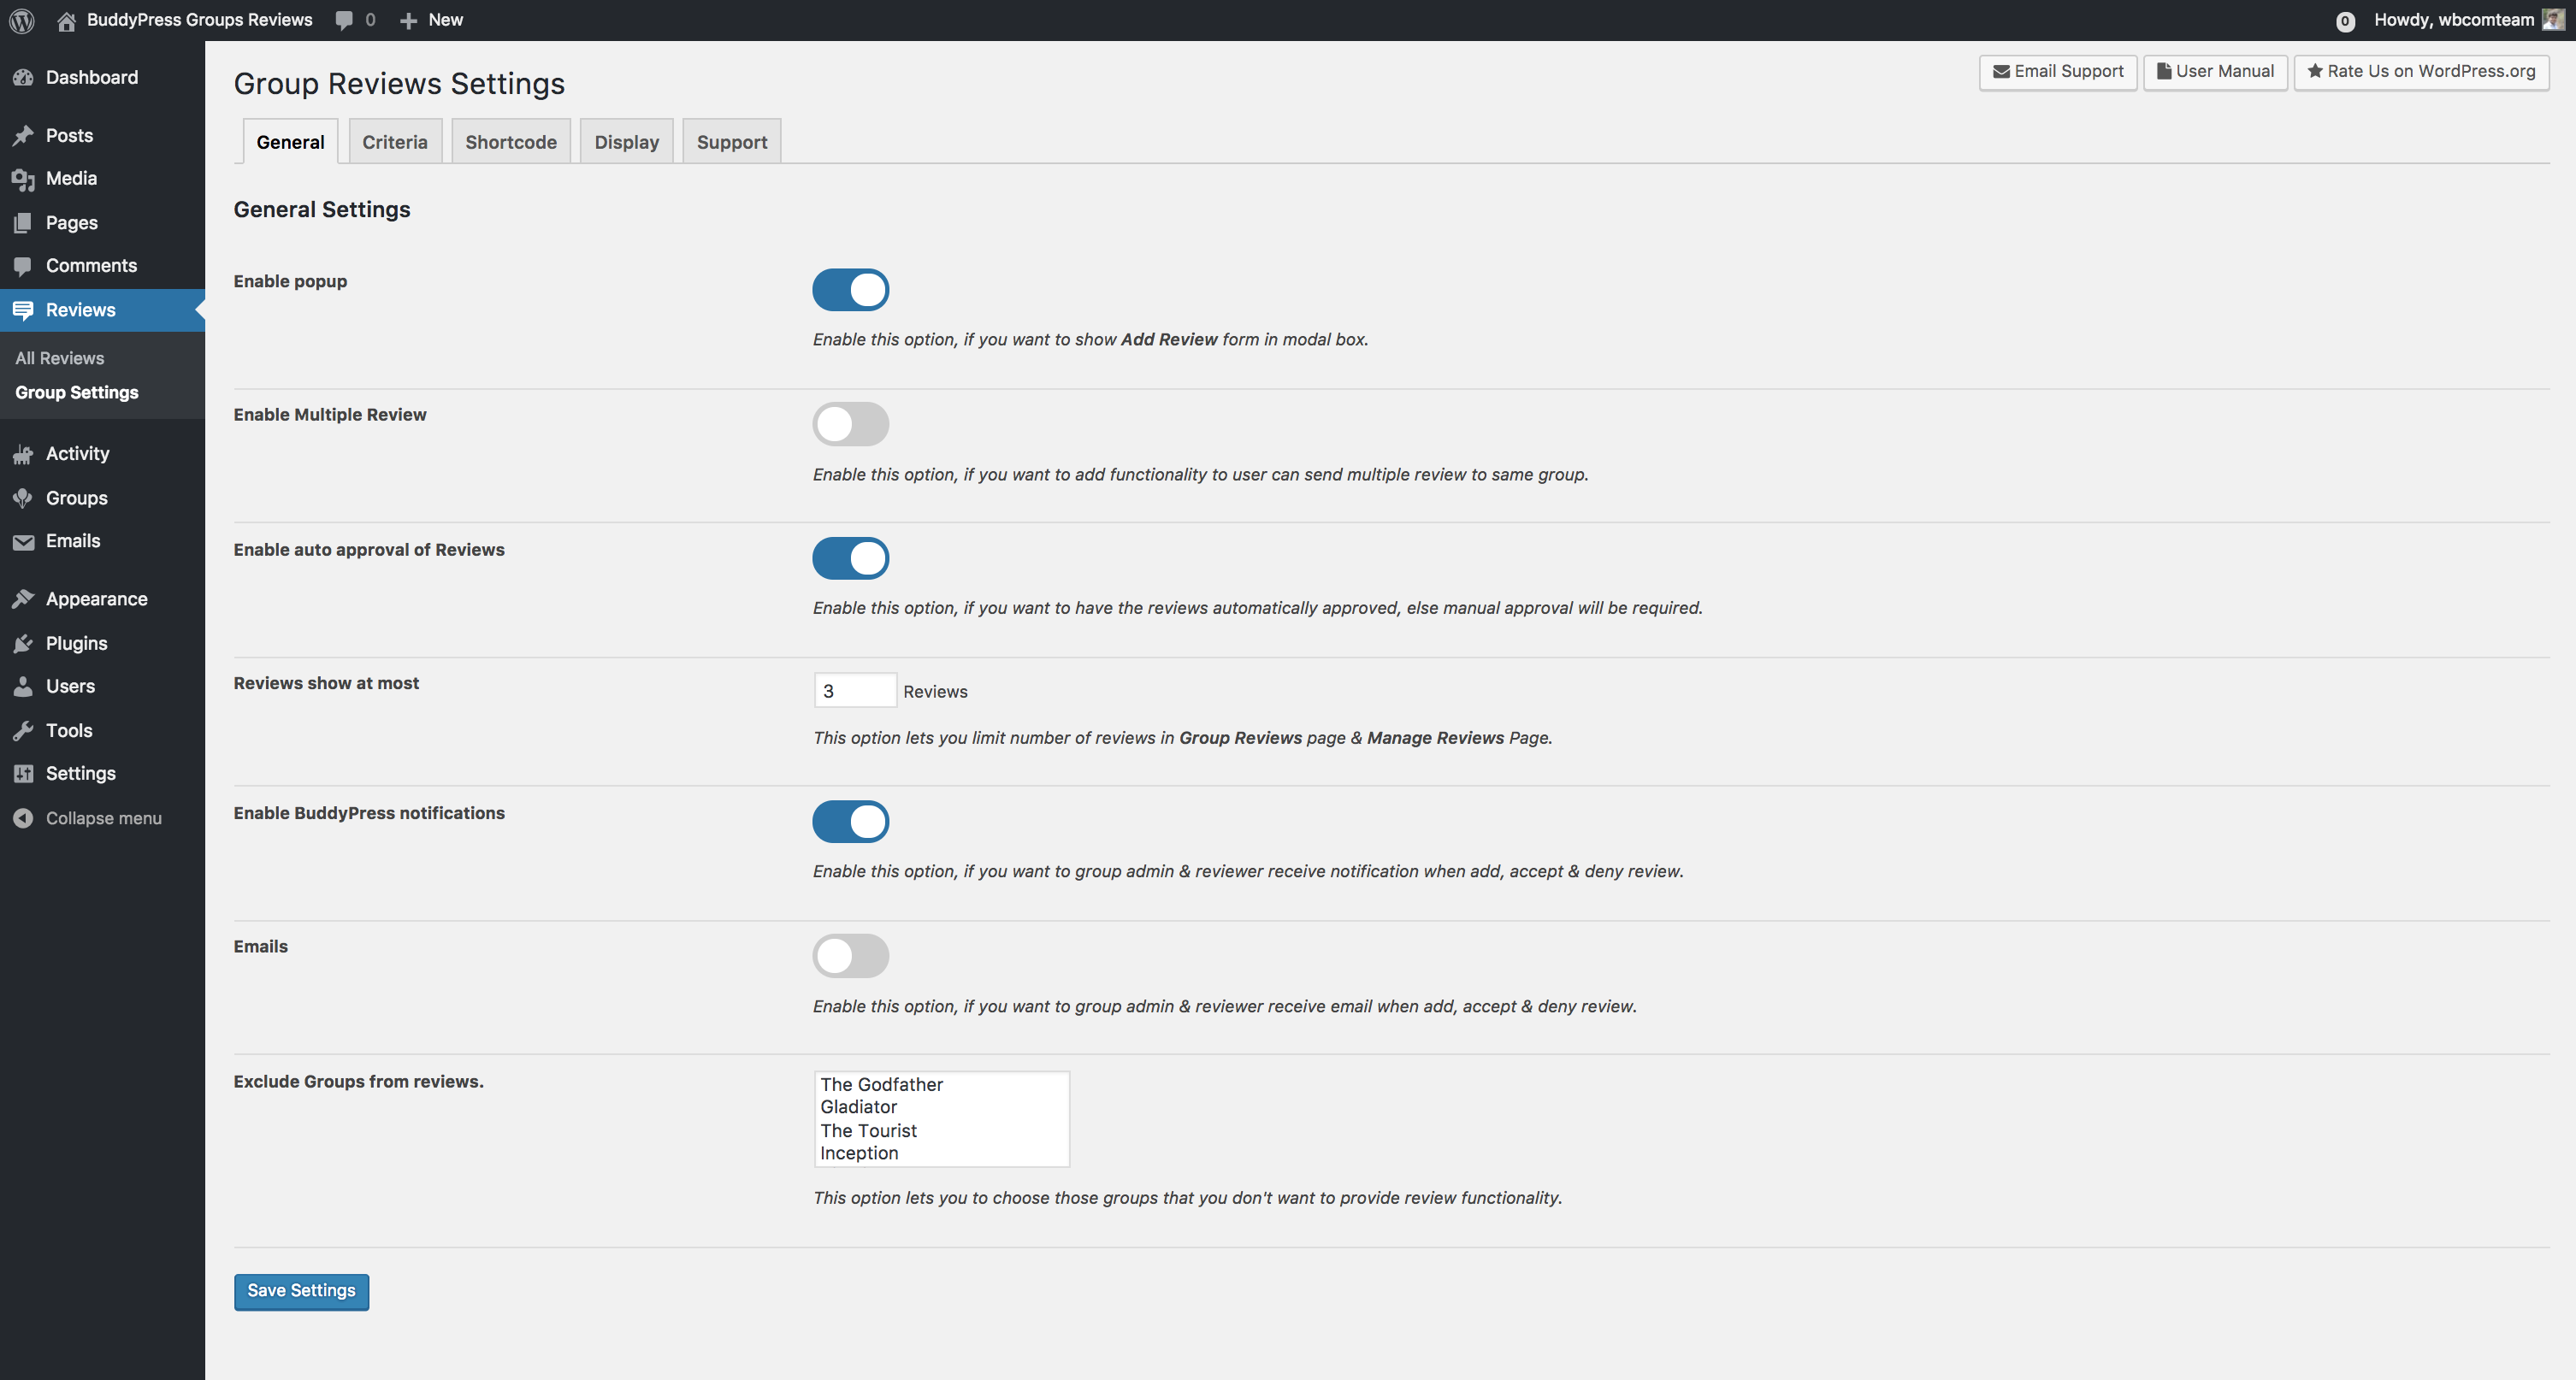 BuddyPress Groups Reviews 0 New 0 Howdy, wbcomteam
Dashboard
Posts
Media
Pages
Comments
Reviews
All Reviews
Group Settings
Activity
Groups
Emails
Appearance
Plugins
Users
Tools
Settings
Collapse menu
Group Reviews Settings
Email Support User Manual Rate Us on WordPress.org
General Criteria Shortcode Display Support
General Settings
Enable popup
Enable this option, if you want to show Add Review form in modal box.
Enable Multiple Review
Enable this option, if you want to add functionality to user can send multiple review to same group.
Enable auto approval of Reviews
Enable this option, if you want to have the reviews automatically approved, else manual approval will be required.
Reviews show at most
3 Reviews
This option lets you limit number of reviews in Group Reviews page & Manage Reviews Page.
Enable BuddyPress notifications
Enable this option, if you want to group admin & reviewer receive notification when add, accept & deny review.
Emails
Enable this option, if you want to group admin & reviewer receive email when add, accept & deny review.
Exclude Groups from reviews.
The Godfather
Gladiator
The Tourist
Inception
This option lets you to choose those groups that you don't want to provide review functionality.
Save Settings